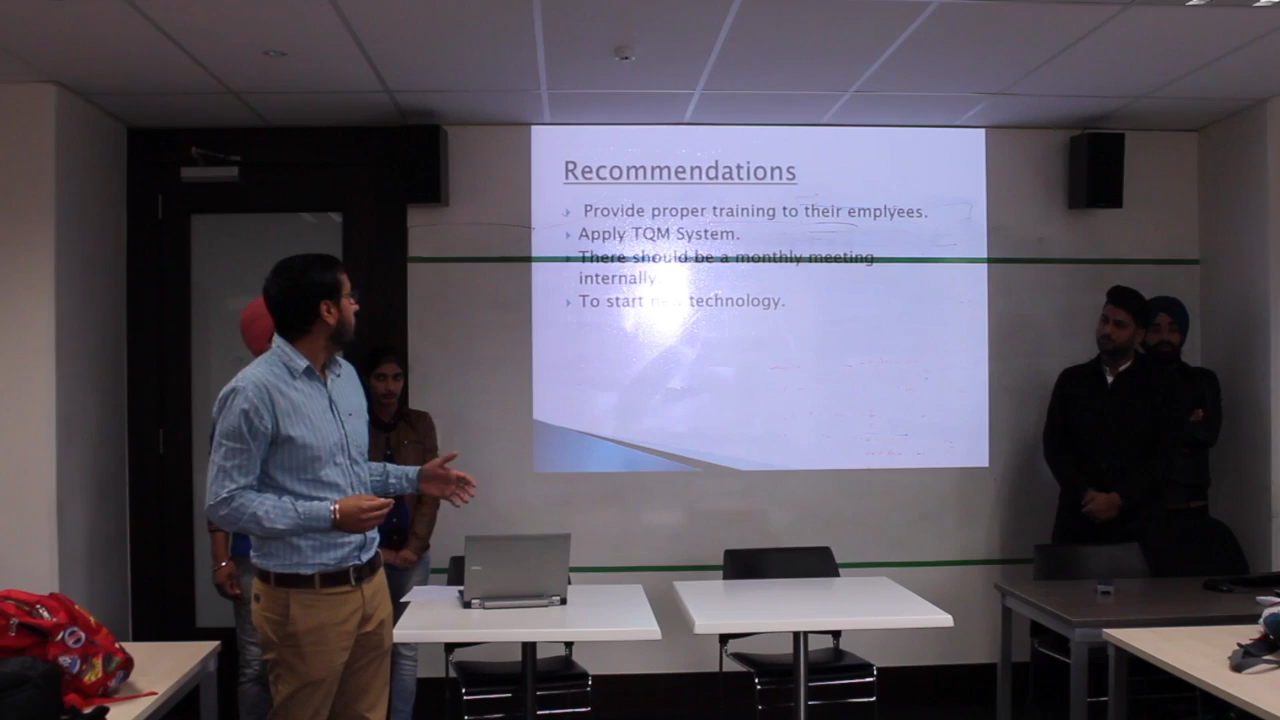 Recommendations
Provide proper training to their emplyees.
Apply TQM System.
There should be a monthly meeting
internally.
To start new technology.